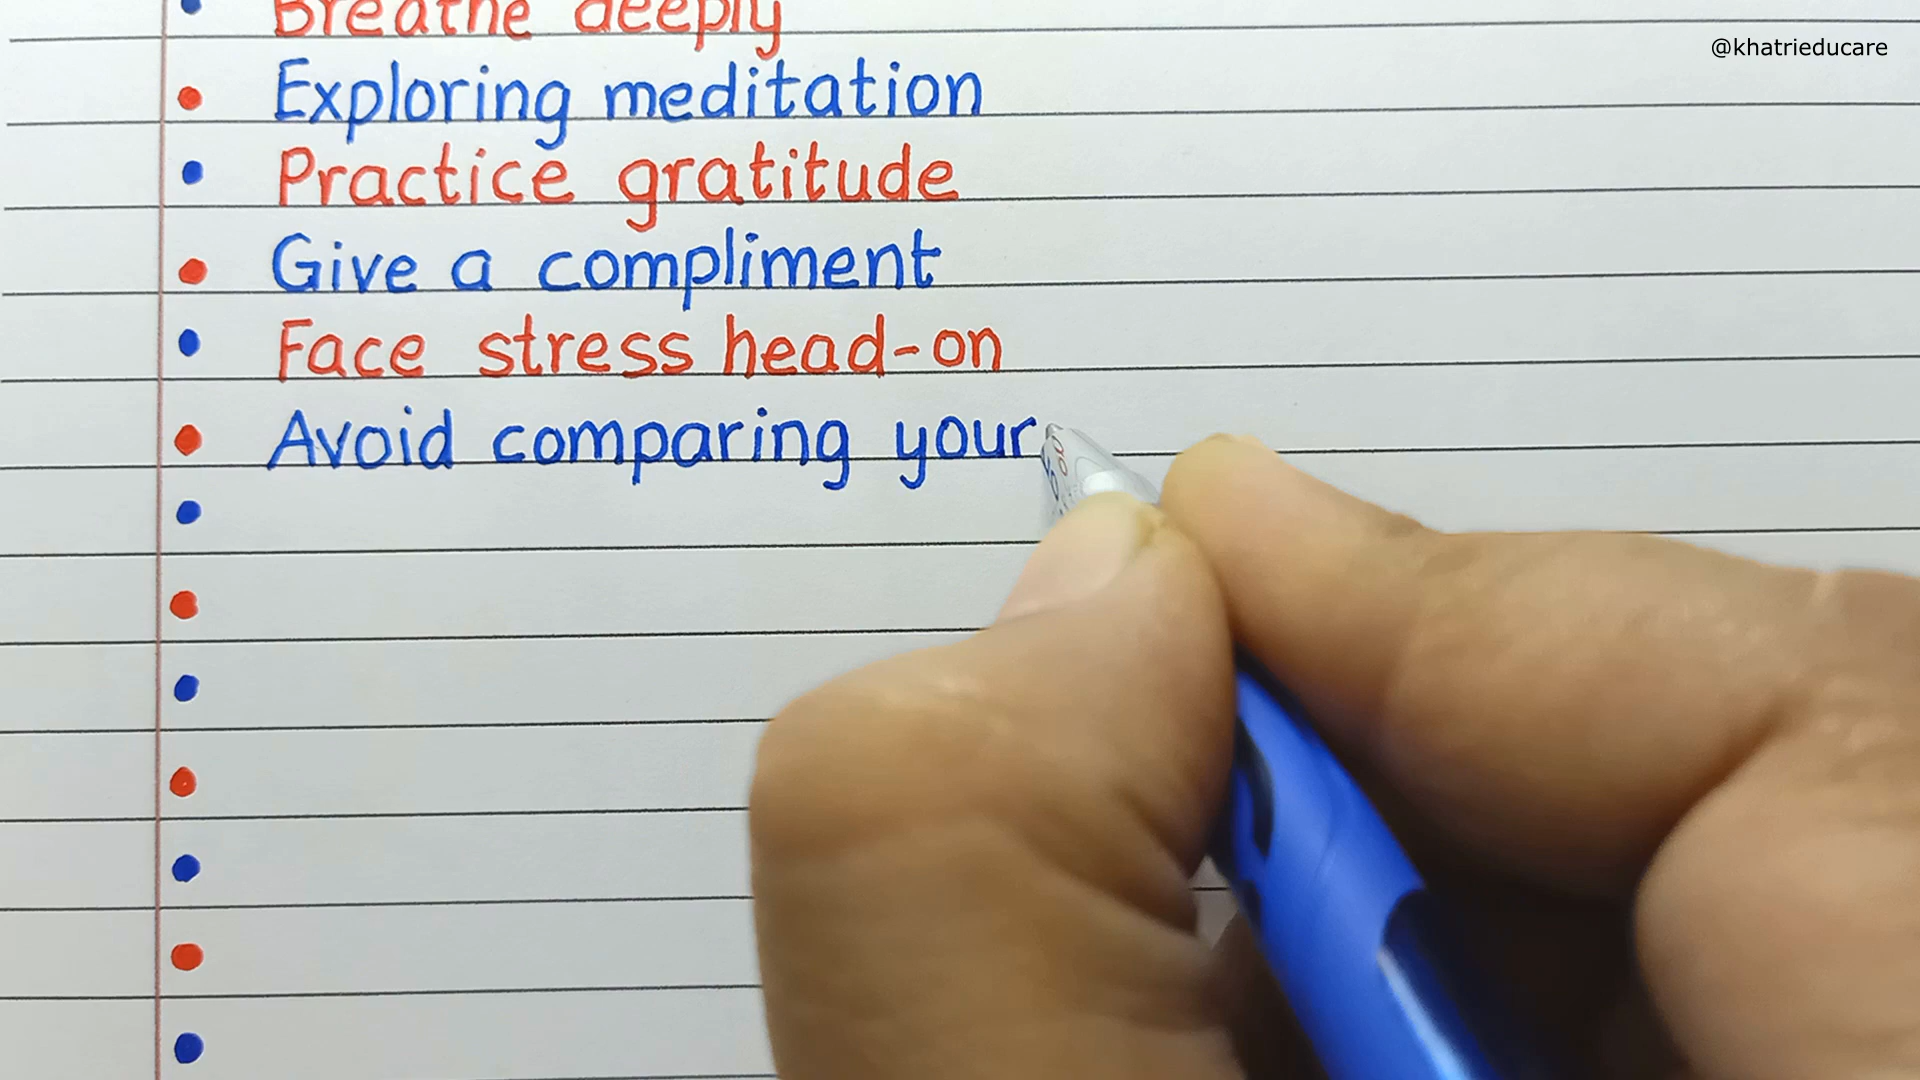 Breathe deeply
@khatrieducare
Exploring meditation
Practice gratitude
Give a compliment
Face stress head-on
Avoid comparing your